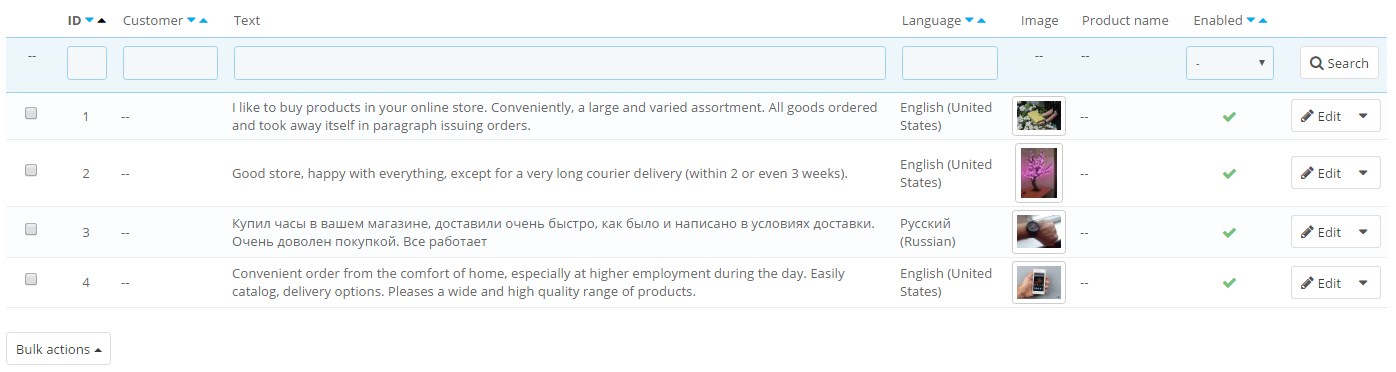 ID Customer Text Language Image Product name Enabled
-- -- -- - Search
1 -- I like to buy products in your online store. Conveniently, a large and varied assortment. All goods ordered English (United -- Edit
and took away itself in paragraph issuing orders. States)
2 -- Good store, happy with everything, except for a very long courier delivery (within 2 or even 3 weeks). English (United -- Edit
States)
3 -- Купил часы в вашем магазине, доставили очень быстро, как было и написано в условиях доставки. Русский -- Edit
Очень доволен покупкой. Все работает (Russian)
4 -- Convenient order from the comfort of home, especially at higher employment during the day. Easily English (United -- Edit
catalog, delivery options. Pleases a wide and high quality range of products. States)
Bulk actions